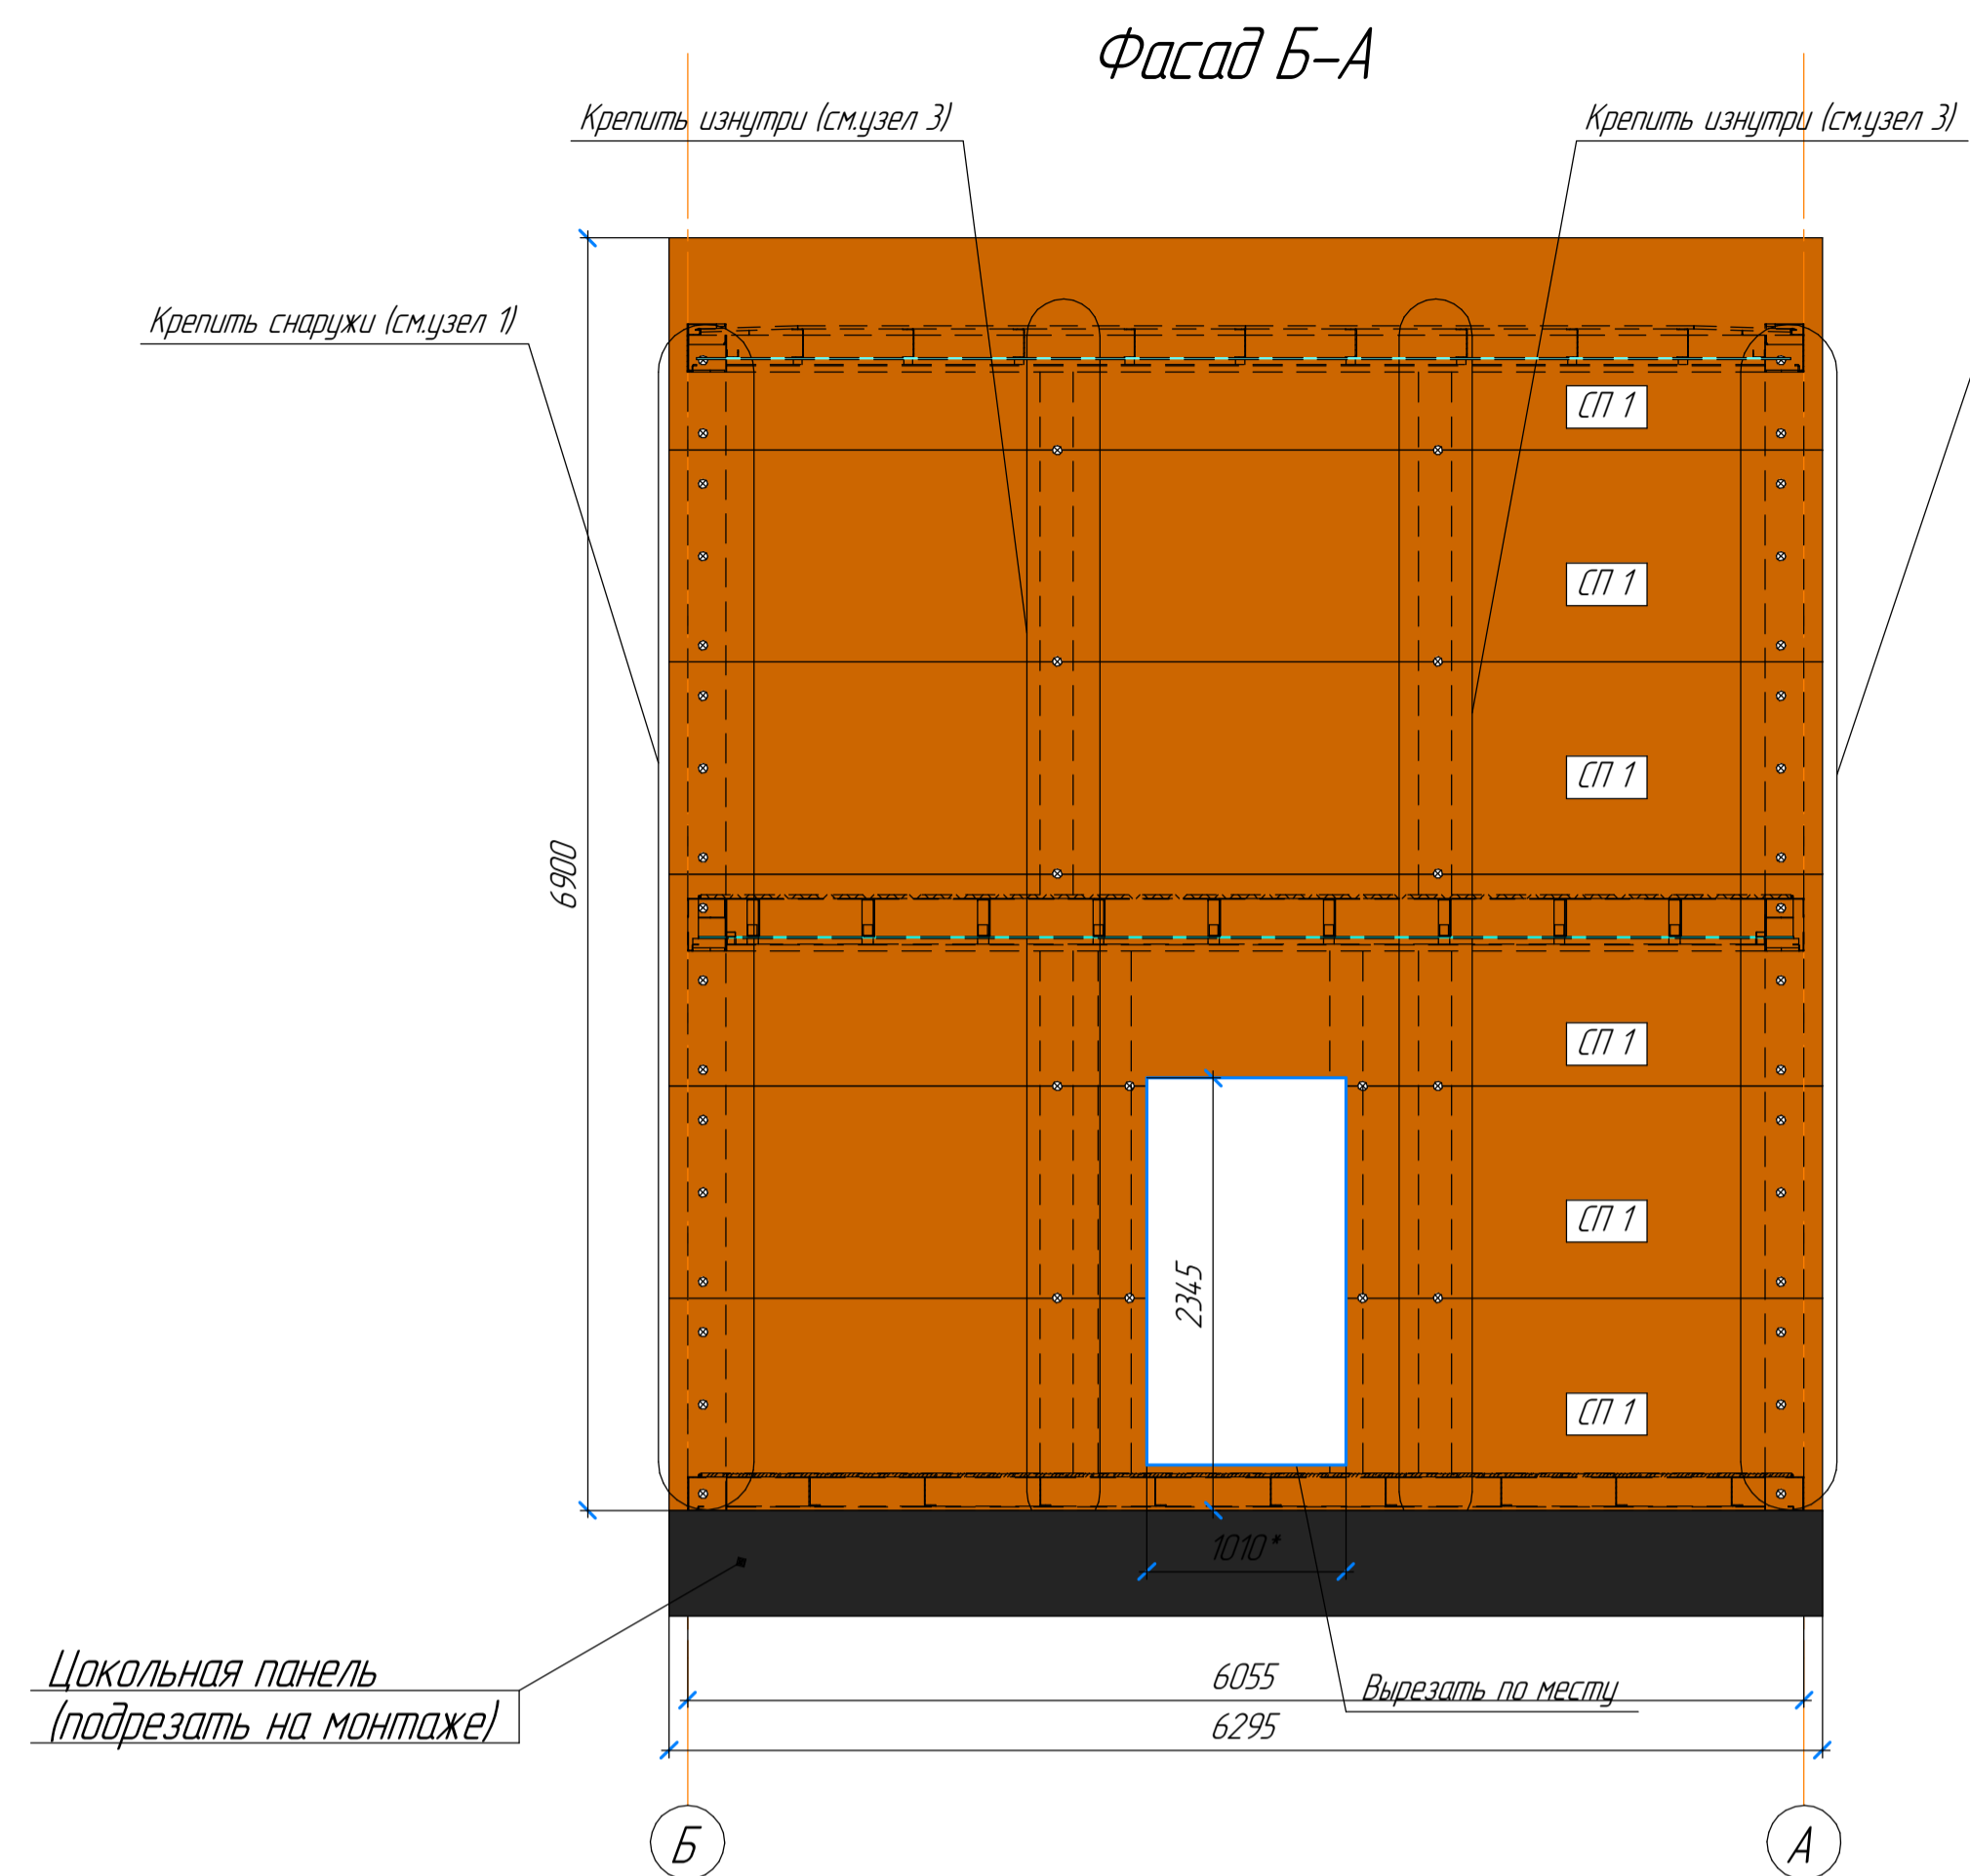 Фасад Б-А
Крепить изнутри (см.узел 3)
Крепить изнутри (см.узел 3)
Крепить снаружи (см.узел 1)
СП 1
СП 1
СП 1
6900
СП 1
СП 1
2345
СП 1
1010*
Цокольная панель
(подрезать на монтаже)
6055
Вырезать по месту
6295
Б
А